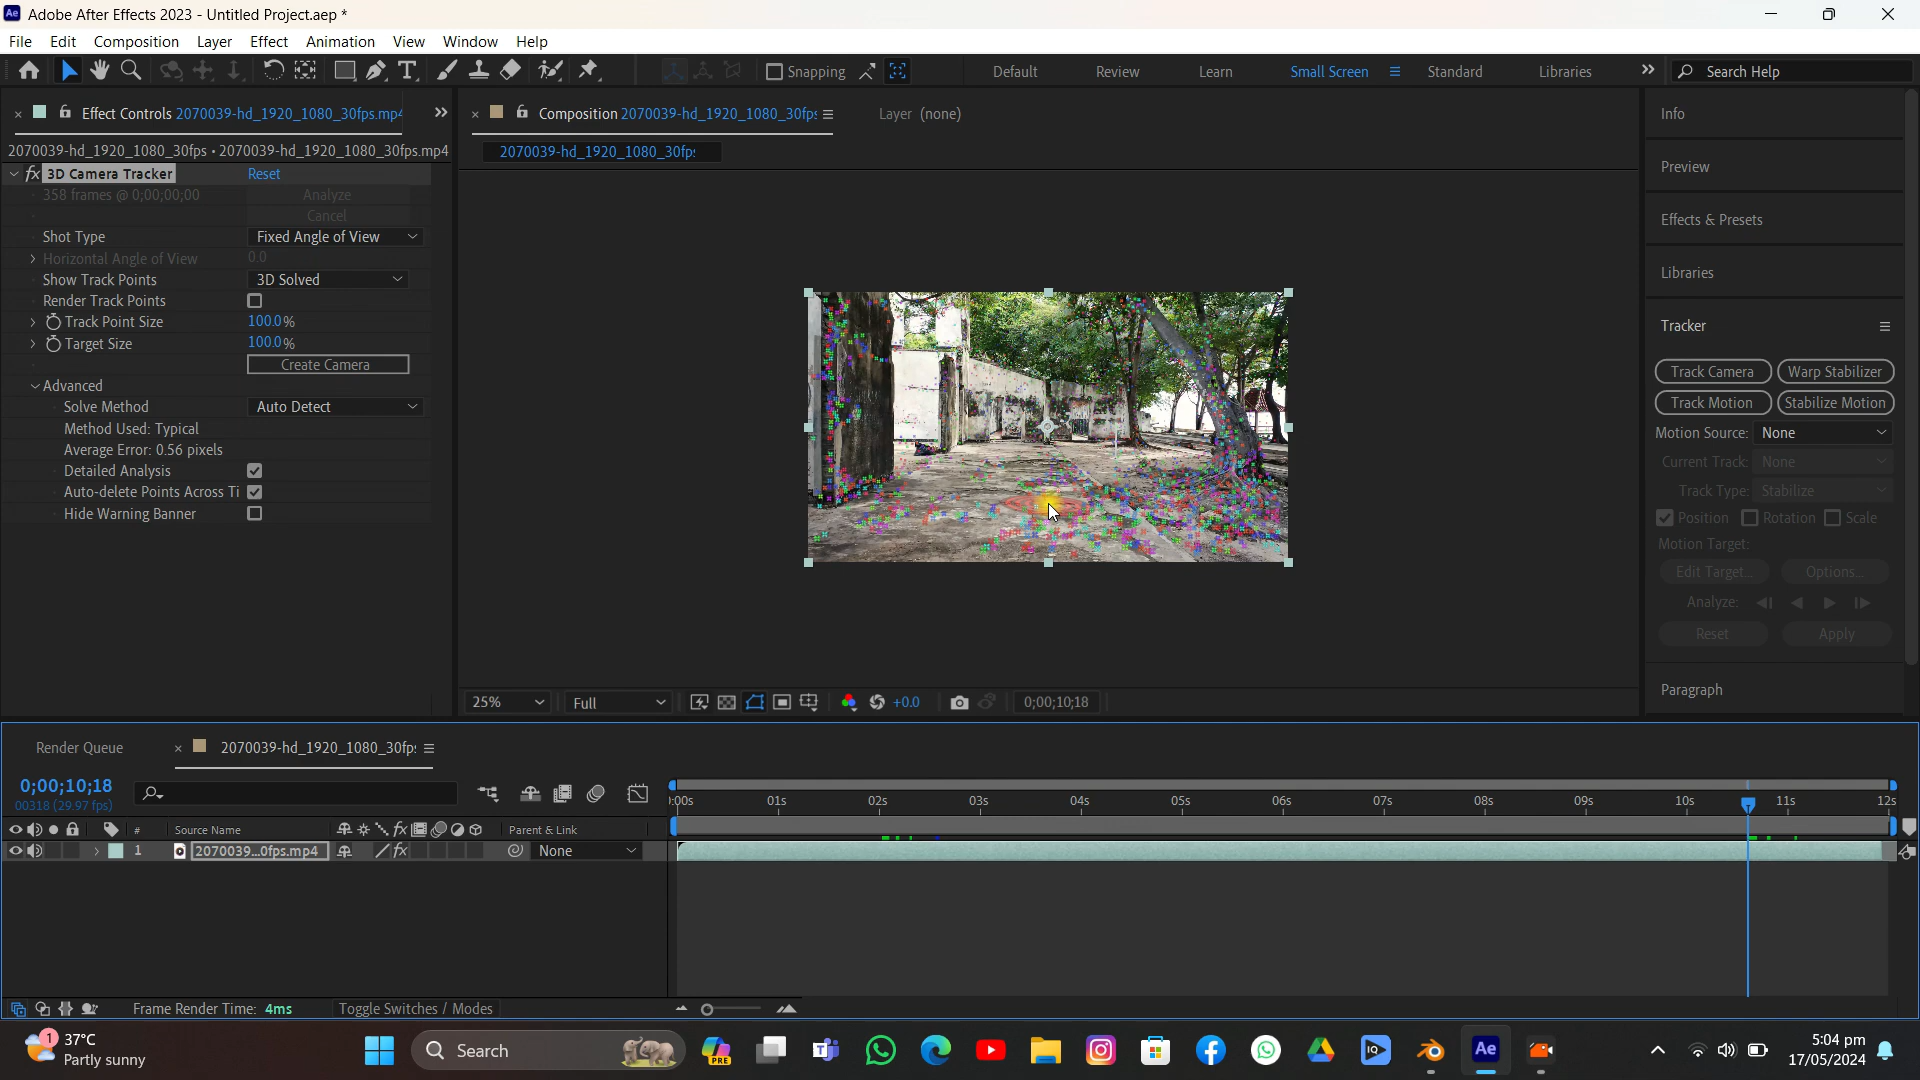 Adobe After Effects 2023 - Untitled Project.aep *
File Edit Composition Layer Effect Animation View Window Help
Snapping Default Review Learn Small Screen Standard Libraries Search Help
Effect Controls 2070039-hd_1920_1080_30fps.mp4
Composition 2070039-hd_1920_1080_30fps
Layer (none)
Info
2070039-hd_1920_1080_30fps • 2070039-hd_1920_1080_30fps.mp4
2070039-hd_1920_1080_30fps
fx 3D Camera Tracker Reset
358 frames @ 0;00;00;00 Analyze
Cancel
Shot Type Fixed Angle of View
Horizontal Angle of View 0.0
Show Track Points 3D Solved
Render Track Points
Track Point Size 100.0%
Target Size 100.0%
Create Camera
Advanced
Solve Method Auto Detect
Method Used: Typical
Average Error: 0.56 pixels
Detailed Analysis
Auto-delete Points Across Ti
Hide Warning Banner
25% Full +0.0 0;00;10;18
Preview
Effects & Presets
Libraries
Tracker
Track Camera Warp Stabilizer
Track Motion Stabilize Motion
Motion Source: None
Current Track: None
Track Type: Stabilize
Position Rotation Scale
Motion Target:
Edit Target... Options...
Analyze:
Reset Apply
Paragraph
Render Queue 2070039-hd_1920_1080_30fps
0;00;10;18
00318 (29.97 fps)
):00s 01s 02s 03s 04s 05s 06s 07s 08s 09s 10s 11s 12s
# Source Name fx Parent & Link
1 2070039...0fps.mp4 fx None
Frame Render Time: 4ms Toggle Switches / Modes
1 37°C
Partly sunny
Search
PRE
IQ
Ae
5:04 pm
17/05/2024